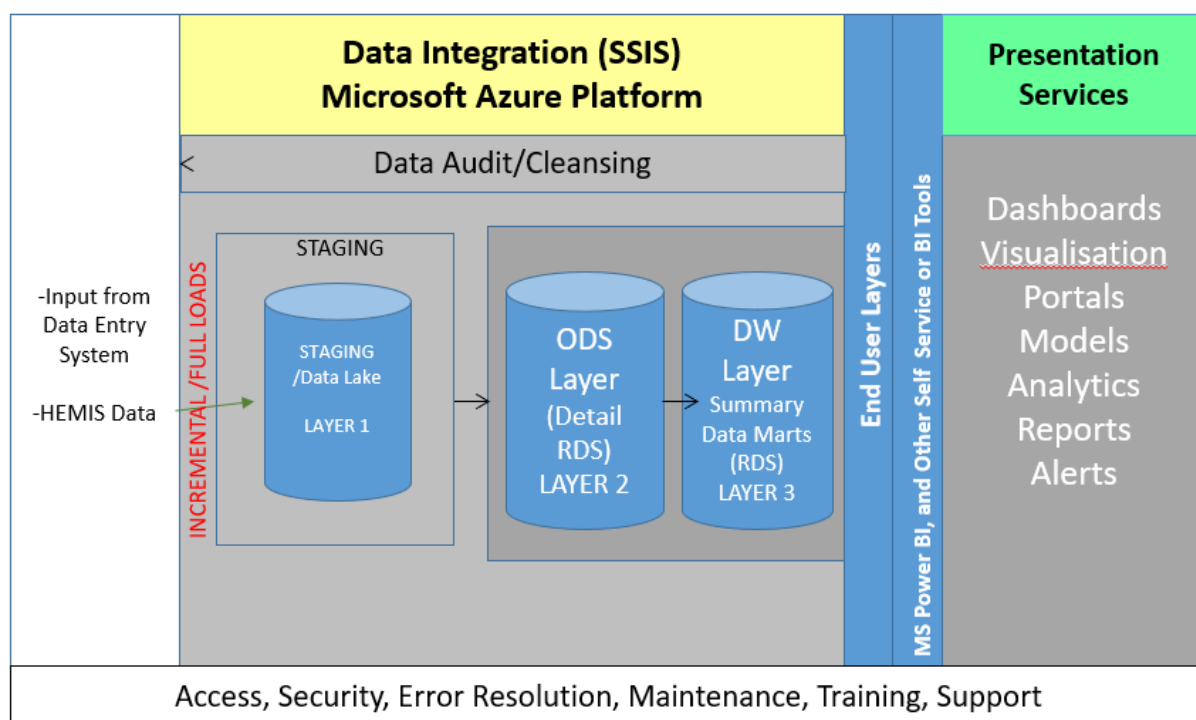 Data Integration (SSIS)
Microsoft Azure Platform
Presentation
Services
<
Data Audit/Cleansing
-Input from
Data Entry
System
-HEMIS Data
INCREMENTAL /FULL LOADS
STAGING
STAGING
/Data Lake
LAYER 1
ODS
Layer
(Detail
RDS)
LAYER 2
DW
Layer
Summary
Data Marts
(RDS)
LAYER 3
End User Layers
MS Power BI, and Other Self Service or BI Tools
Dashboards
Visualisation
Portals
Models
Analytics
Reports
Alerts
Access, Security, Error Resolution, Maintenance, Training, Support